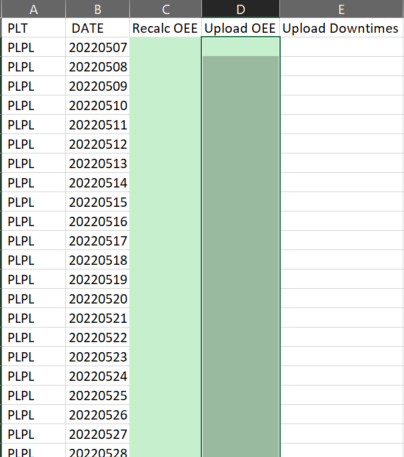 A B C D E
PLT DATE Recalc OEE Upload OEE Upload Downtimes
PLPL 20220507
PLPL 20220508
PLPL 20220509
PLPL 20220510
PLPL 20220511
PLPL 20220512
PLPL 20220513
PLPL 20220514
PLPL 20220515
PLPL 20220516
PLPL 20220517
PLPL 20220518
PLPL 20220519
PLPL 20220520
PLPL 20220521
PLPL 20220522
PLPL 20220523
PLPL 20220524
PLPL 20220525
PLPL 20220526
PLPL 20220527
PLPL 20220528